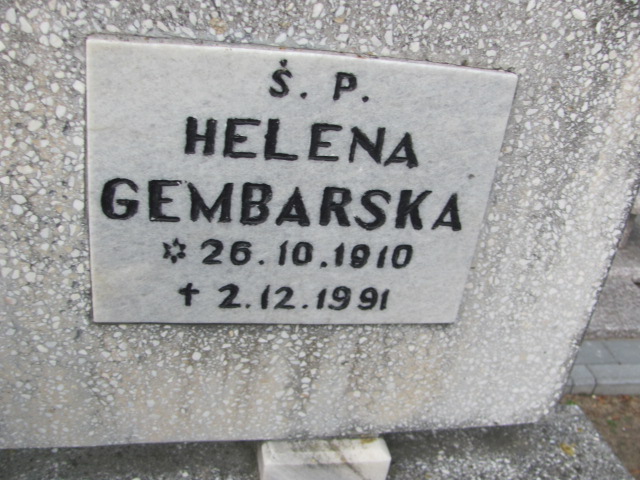 Ś. P.
HELENA
GEMBARSKA
✡ 26.10.1910
✝ 2.12.1991